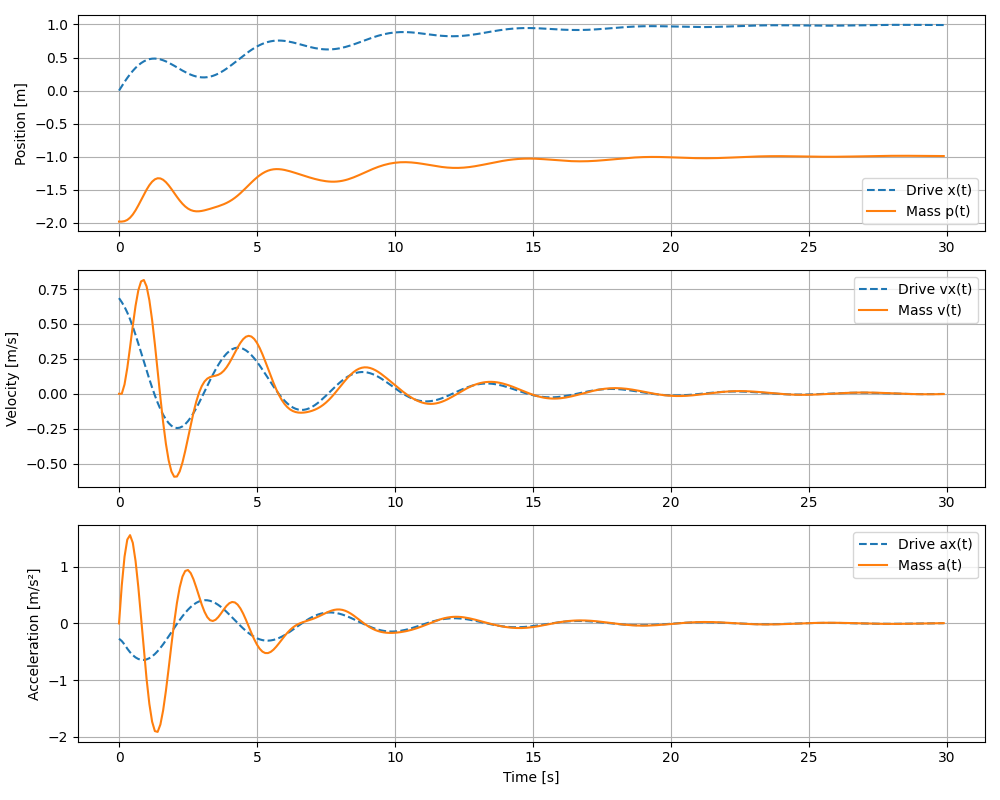 Position [m]
1.0
0.5
0.0
−0.5
−1.0
−1.5
−2.0
0 5 10 15 20 25 30
Drive x(t)
Mass p(t)
Velocity [m/s]
0.75
0.50
0.25
0.00
−0.25
−0.50
0 5 10 15 20 25 30
Drive vx(t)
Mass v(t)
Acceleration [m/s²]
1
0
−1
−2
0 5 10 15 20 25 30
Drive ax(t)
Mass a(t)
Time [s]